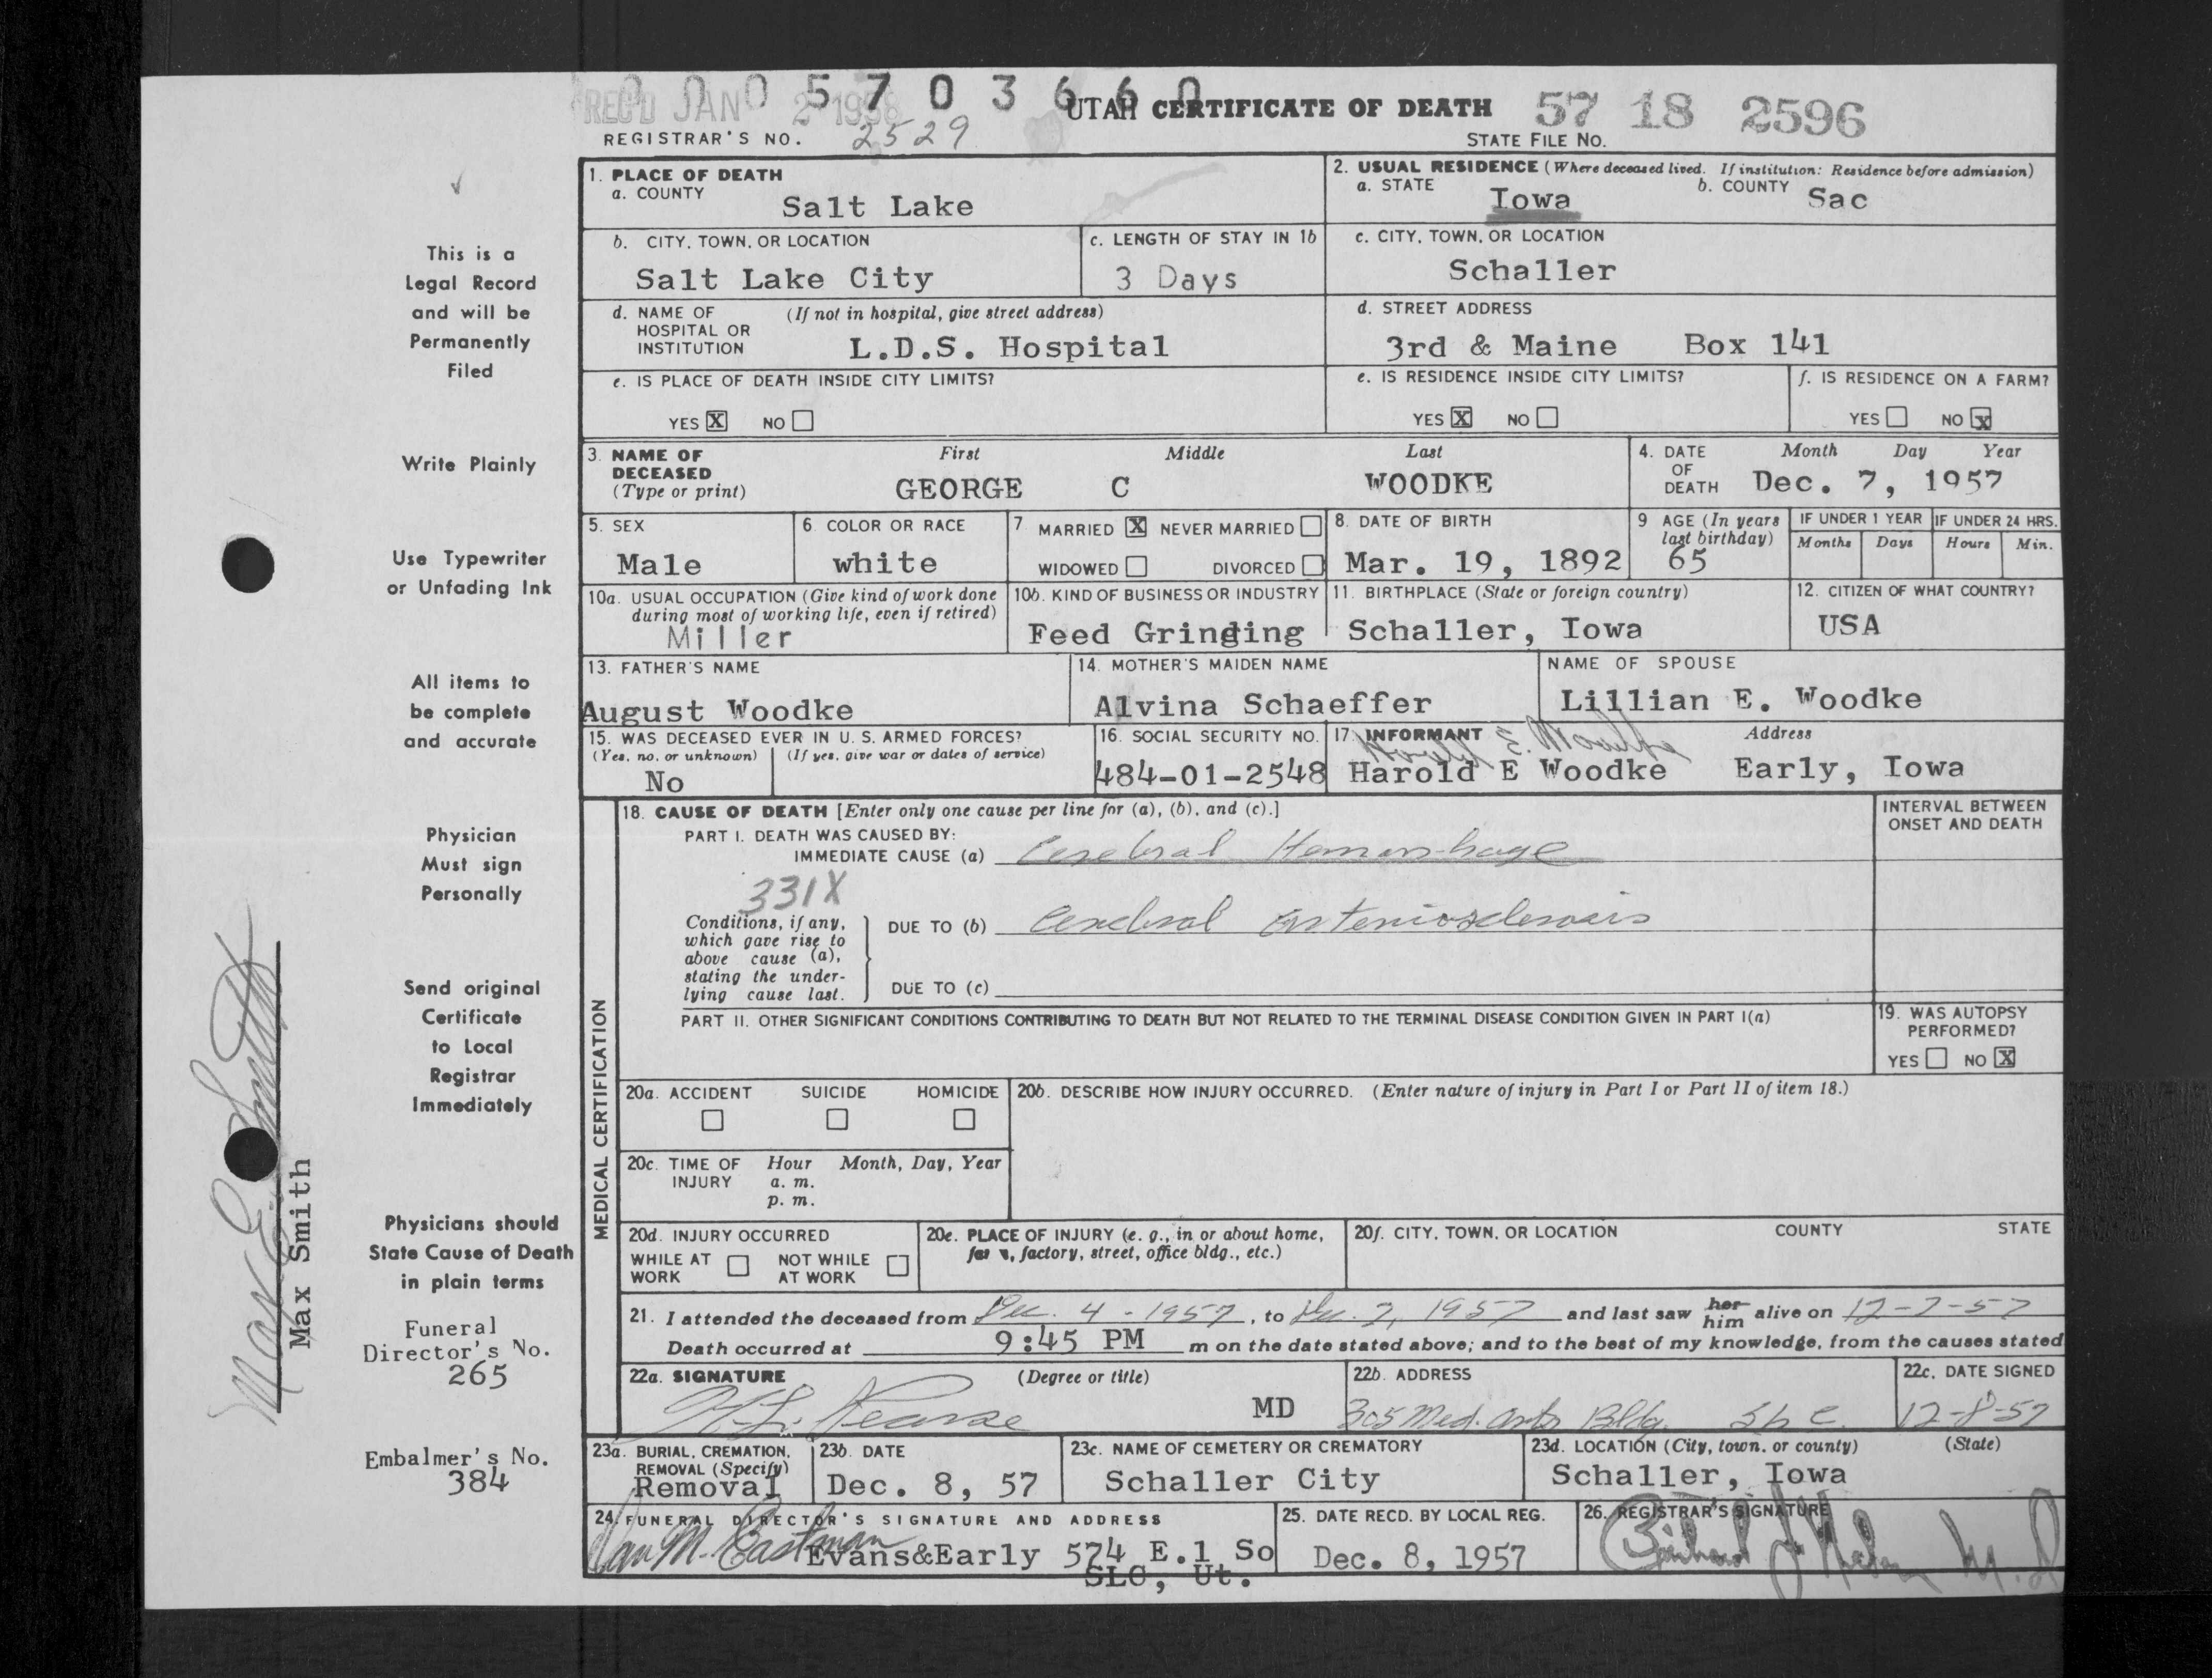 0005703660
REC'D JAN 2 1958
UTAH CERTIFICATE OF DEATH
57 18 2596
REGISTRAR'S NO. 2529
STATE FILE NO.
1. PLACE OF DEATH
a. COUNTY
Salt Lake
2. USUAL RESIDENCE (Where deceased lived. If institution: Residence before admission)
a. STATE
Iowa
b. COUNTY
Sac
b. CITY, TOWN, OR LOCATION
Salt Lake City
c. LENGTH OF STAY IN 1b
3 Days
c. CITY, TOWN, OR LOCATION
Schaller
d. NAME OF HOSPITAL OR INSTITUTION
(If not in hospital, give street address)
L.D.S. Hospital
d. STREET ADDRESS
3rd & Maine Box 141
e. IS PLACE OF DEATH INSIDE CITY LIMITS?
YES X NO
e. IS RESIDENCE INSIDE CITY LIMITS?
YES X NO
f. IS RESIDENCE ON A FARM?
YES NO X
3. NAME OF DECEASED
(Type or print)
First Middle Last
GEORGE C WOODKE
4. DATE OF DEATH
Month Day Year
Dec. 7, 1957
5. SEX
Male
6. COLOR OR RACE
white
7. MARRIED X NEVER MARRIED
WIDOWED DIVORCED
8. DATE OF BIRTH
Mar. 19, 1892
9 AGE (In years last birthday)
65
IF UNDER 1 YEAR
Months Days
IF UNDER 24 HRS.
Hours Min.
10a. USUAL OCCUPATION (Give kind of work done during most of working life, even if retired)
Miller
10b. KIND OF BUSINESS OR INDUSTRY
Feed Grinding
11. BIRTHPLACE (State or foreign country)
Schaller, Iowa
12. CITIZEN OF WHAT COUNTRY?
USA
13. FATHER'S NAME
August Woodke
14. MOTHER'S MAIDEN NAME
Alvina Schaeffer
NAME OF SPOUSE
Lillian E. Woodke
15. WAS DECEASED EVER IN U. S. ARMED FORCES?
(Yes, no, or unknown) (If yes, give war or dates of service)
No
16. SOCIAL SECURITY NO.
484-01-2548
17. INFORMANT
Harold E. Woodke
Harold E Woodke
Address
Early, Iowa
MEDICAL CERTIFICATION
18. CAUSE OF DEATH [Enter only one cause per line for (a), (b), and (c).]
INTERVAL BETWEEN ONSET AND DEATH
PART I. DEATH WAS CAUSED BY:
IMMEDIATE CAUSE (a) Cerebral Hemorrhage
331X
Conditions, if any,
which gave rise to
above cause (a),
stating the under-
lying cause last.
DUE TO (b) Cerebral arteriosclerosis
DUE TO (c)
PART II. OTHER SIGNIFICANT CONDITIONS CONTRIBUTING TO DEATH BUT NOT RELATED TO THE TERMINAL DISEASE CONDITION GIVEN IN PART I(a)
19. WAS AUTOPSY PERFORMED?
YES NO X
20a. ACCIDENT SUICIDE HOMICIDE
20b. DESCRIBE HOW INJURY OCCURRED. (Enter nature of injury in Part I or Part II of item 18.)
20c. TIME OF INJURY
Hour Month, Day, Year
a. m.
p. m.
20d. INJURY OCCURRED
WHILE AT WORK NOT WHILE AT WORK
20e. PLACE OF INJURY (e. g., in or about home,
factory, street, office bldg., etc.)
20f. CITY, TOWN, OR LOCATION COUNTY STATE
21. I attended the deceased from Dec. 4 - 1957, to Dec. 7, 1957 and last saw her him alive on 12-7-57
Death occurred at 9:45 PM m on the date stated above; and to the best of my knowledge, from the causes stated
22a. SIGNATURE (Degree or title)
MD
22b. ADDRESS
305 Med. Arts Bldg. SLC
22c. DATE SIGNED
12-8-57
23a. BURIAL, CREMATION, REMOVAL (Specify)
Removal
23b. DATE
Dec. 8, 57
23c. NAME OF CEMETERY OR CREMATORY
Schaller City
23d. LOCATION (City, town, or county) (State)
Schaller, Iowa
24. FUNERAL DIRECTOR'S SIGNATURE AND ADDRESS
M. Eastman
Evans&Early 574 E.1 So
SLC, Ut.
25. DATE RECD. BY LOCAL REG.
Dec. 8, 1957
26. REGISTRAR'S SIGNATURE
This is a
Legal Record
and will be
Permanently
Filed
Write Plainly
Use Typewriter
or Unfading Ink
All items to
be complete
and accurate
Physician
Must sign
Personally
Send original
Certificate
to Local
Registrar
Immediately
Physicians should
State Cause of Death
in plain terms
Funeral
Director's No.
265
Embalmer's No.
384
Max E Smith
Max Smith